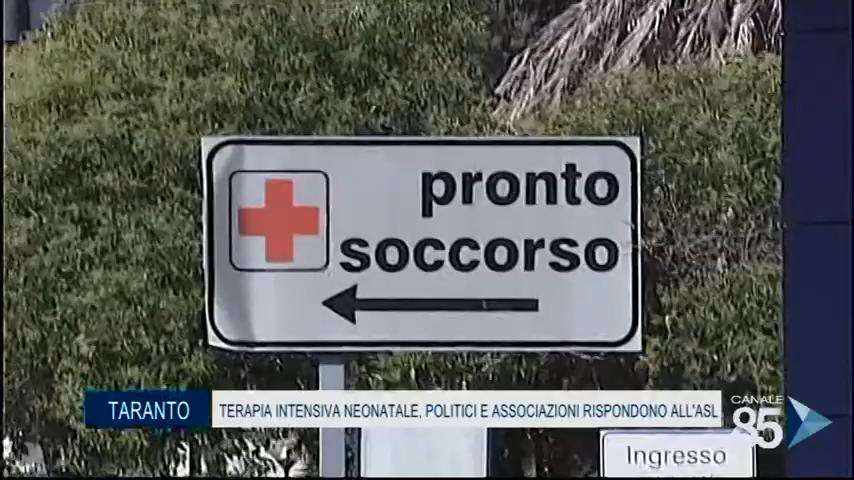 pronto
soccorso
TARANTO
TERAPIA INTENSIVA NEONATALE, POLITICI E ASSOCIAZIONI RISPONDONO ALL'ASL
CANALE
85
Ingresso